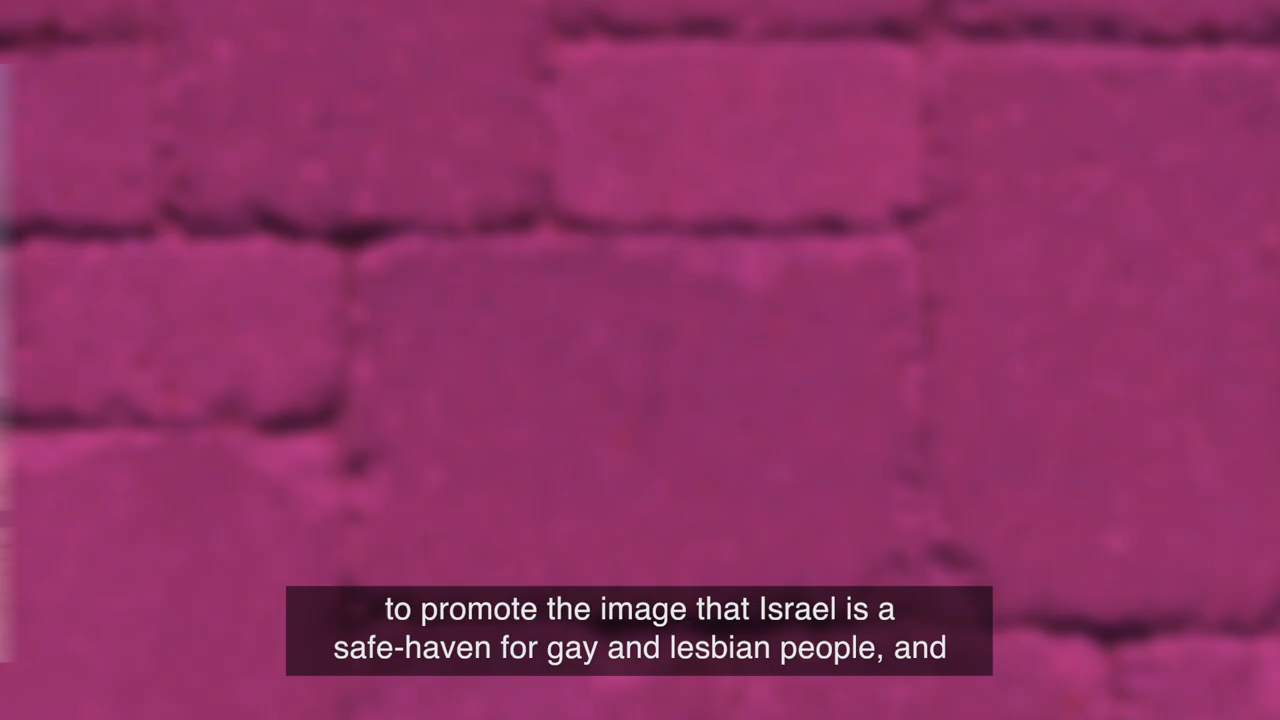 to promote the image that Israel is a
safe-haven for gay and lesbian people, and